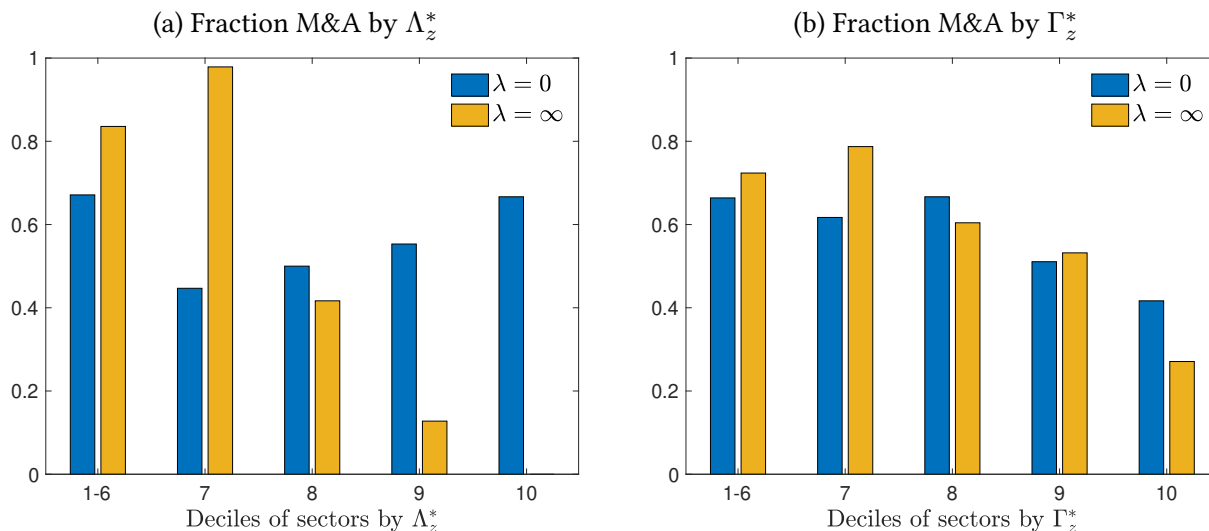 (a) Fraction M&A by Λ*z
1
0.8
0.6
0.4
0.2
0
λ = 0
λ = ∞
1-6 7 8 9 10
Deciles of sectors by Λ*z
(b) Fraction M&A by Γ*z
1
0.8
0.6
0.4
0.2
0
λ = 0
λ = ∞
1-6 7 8 9 10
Deciles of sectors by Γ*z